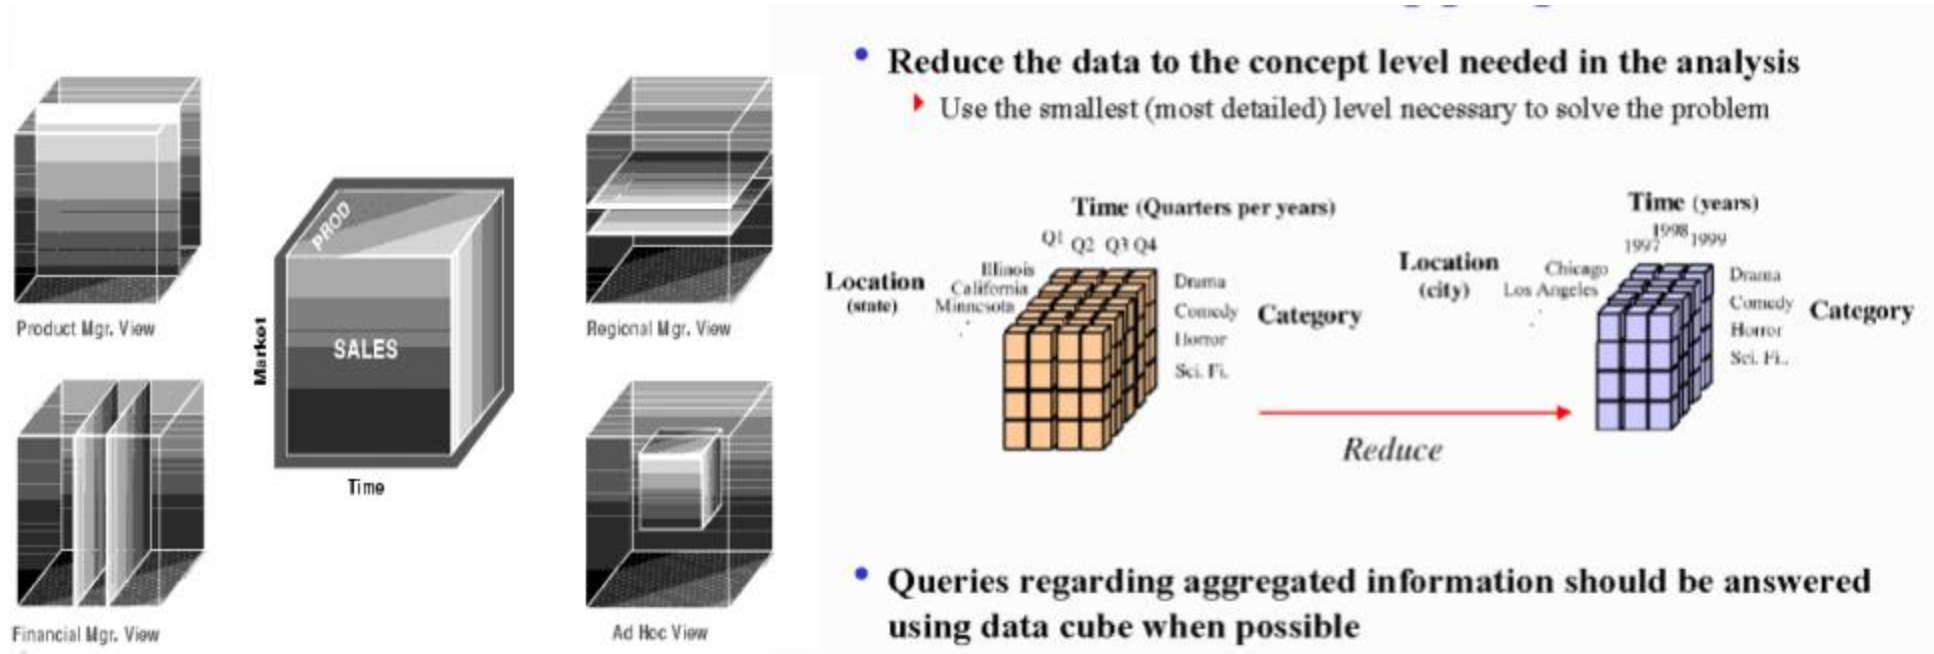 Product Mgr. View
Financial Mgr. View
PROD
SALES
Market
Time
Regional Mgr. View
Ad Hoc View
Reduce the data to the concept level needed in the analysis
Use the smallest (most detailed) level necessary to solve the problem
Time (Quarters per years)
Q1 Q2 Q3 Q4
Location
(state)
Illinois
California
Minnesota
Drama
Comedy
Horror
Sci. Fi.
Category
Reduce
Time (years)
1997 1998 1999
Location
(city)
Chicago
Los Angeles
Drama
Comedy
Horror
Sci. Fi..
Category
Queries regarding aggregated information should be answered
using data cube when possible